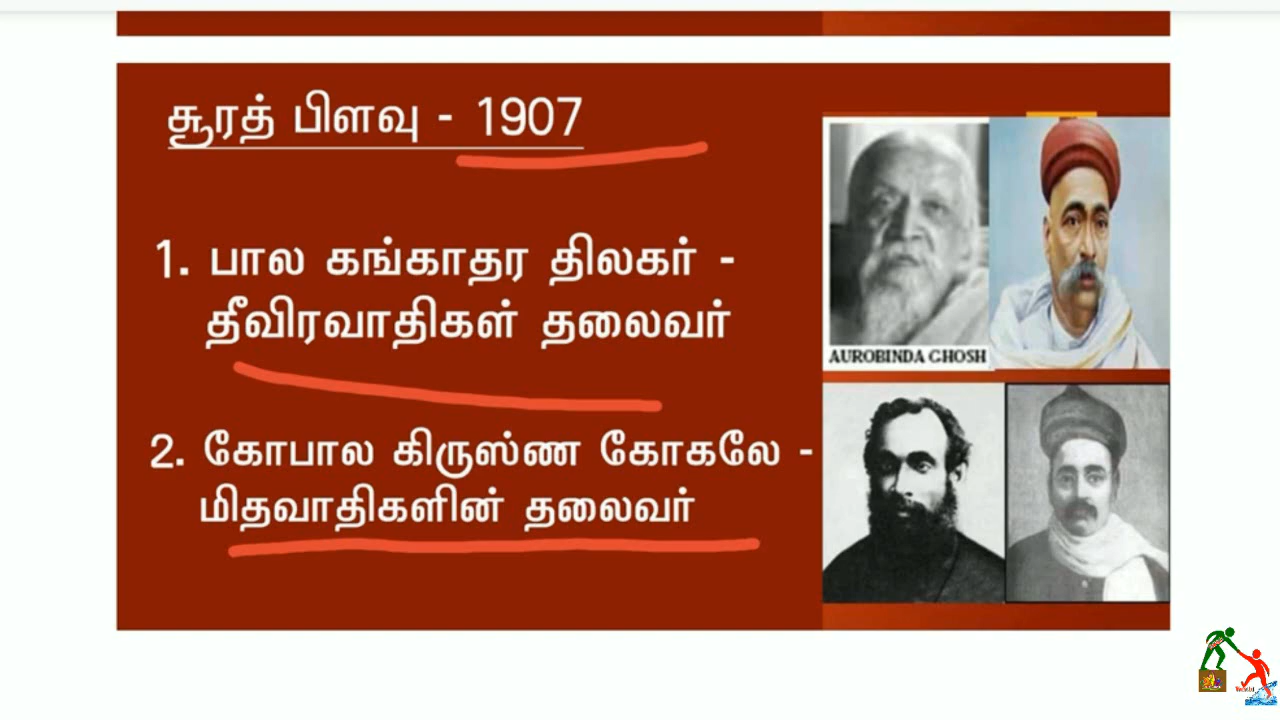 சூரத் பிளவு - 1907
1. பால கங்காதர திலகர் -
தீவிரவாதிகள் தலைவர்
2. கோபால கிருஸ்ண கோகலே -
மிதவாதிகளின் தலைவர்
AUROBINDA GHOSH